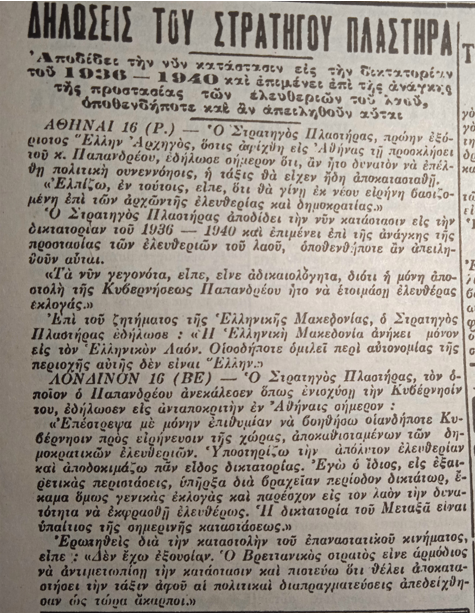 ΔΗΛΩΣΕΙΣ ΤΟΥ ΣΤΡΑΤΗΓΟΥ ΠΛΑΣΤΗΡΑ
Ἀποδίδει τὴν νῦν κατάστασιν εἰς τὴν δικτατορίαν
τοῦ 1936 — 1940 καὶ ἐπιμένει ἐπὶ τῆς ἀνάγκης
τῆς προστασίας τῶν ἐλευθεριῶν τοῦ λαοῦ,
ὁποθενδήποτε καὶ ἂν ἀπειληθοῦν αὗται
ΑΘΗΝΑΙ 16 (Ρ.) — Ὁ Στρατηγὸς Πλαστήρας, πρώην ἐξό-
ριστος Ἕλλην Ἀρχηγός, ὅστις ἀφίχθη εἰς Ἀθήνας τῇ προσκλήσει
τοῦ κ. Παπανδρέου, ἐδήλωσε σήμερον ὅτι, ἂν ἦτο δυνατὸν νὰ ἐπέλ-
θῃ πολιτικὴ συνεννόησις, ἡ τάξις θὰ εἶχεν ἤδη ἀποκατασταθῆ.
«Ἐλπίζω, ἐν τούτοις, εἶπε, ὅτι θὰ γίνῃ ἐκ νέου εἰρήνη βασιζο-
μένη ἐπὶ τῶν ἀρχῶν τῆς ἐλευθερίας καὶ δημοκρατίας.»
Ὁ Στρατηγὸς Πλαστήρας ἀποδίδει τὴν νῦν κατάστασιν εἰς τὴν
δικτατορίαν τοῦ 1936 — 1940 καὶ ἐπιμένει ἐπὶ τῆς ἀνάγκης τῆς
προστασίας τῶν ἐλευθεριῶν τοῦ λαοῦ, ὁποθενδήποτε ἂν ἀπειλη-
θοῦν αὗται.
«Τὰ νῦν γεγονότα, εἶπε, εἶνε ἀδικαιολόγητα, διότι ἡ μόνη ἀπο-
στολὴ τῆς Κυβερνήσεως Παπανδρέου ἦτο νὰ ἑτοιμάσῃ ἐλευθέρας
ἐκλογάς.»
Ἐπὶ τοῦ ζητήματος τῆς Ἑλληνικῆς Μακεδονίας, ὁ Στρατηγὸς
Πλαστήρας ἐδήλωσε : «Ἡ Ἑλληνικὴ Μακεδονία ἀνήκει μόνον
εἰς τὸν Ἑλληνικὸν Λαόν. Οἱοσδήποτε ὁμιλεῖ περὶ αὐτονομίας τῆς
περιοχῆς αὐτῆς δὲν εἶναι Ἕλλην.»
ΛΟΝΔΙΝΟΝ 16 (ΒΕ) — Ὁ Στρατηγὸς Πλαστήρας, τὸν ὁ-
ποῖον ὁ Παπανδρέου ἀνεκάλεσεν ὅπως ἐνισχύσῃ τὴν Κυβέρνησίν
του, ἐδήλωσεν εἰς ἀνταποκριτὴν ἐν Ἀθήναις σήμερον :
«Ἐπέστρεψα μὲ μόνην ἐπιθυμίαν νὰ βοηθήσω οἱανδήποτε Κυ-
βέρνησιν πρὸς εἰρήνευσιν τῆς χώρας, ἀποκαθισταμένων τῶν δη-
μοκρατικῶν ἐλευθεριῶν. Ὑποστηρίζω τὴν ἀπόλυτον ἐλευθερίαν
καὶ ἀποδοκιμάζω πᾶν εἶδος δικτατορίας. Ἐγὼ ὁ ἴδιος, εἰς ἐξαι-
ρετικὰς περιστάσεις, ὑπῆρξα διὰ βραχεῖαν περίοδον δικτάτωρ, ἔ-
καμα ὅμως γενικὰς ἐκλογὰς καὶ παρέσχον εἰς τὸν λαὸν τὴν δυνα-
τότητα νὰ ἐκφρασθῇ ἐλευθέρως. Ἡ δικτατορία τοῦ Μεταξᾶ εἶναι
ὑπαίτιος τῆς σημερινῆς καταστάσεως.»
Ἐρωτηθεὶς διὰ τὴν καταστολὴν τοῦ ἐπαναστατικοῦ κινήματος,
εἶπε : «Δὲν ἔχω ἐξουσίαν. Ὁ Βρεττανικὸς στρατὸς εἶνε ἁρμόδιος
νὰ ἀντιμετωπίσῃ τὴν κατάστασιν καὶ πιστεύω ὅτι θέλει ἀποκατα-
στήσει τὴν τάξιν ἀφοῦ αἱ πολιτικαὶ διαπραγματεύσεις ἀπεδείχθη-
σαν ὡς τώρα ἄκαρποι.»